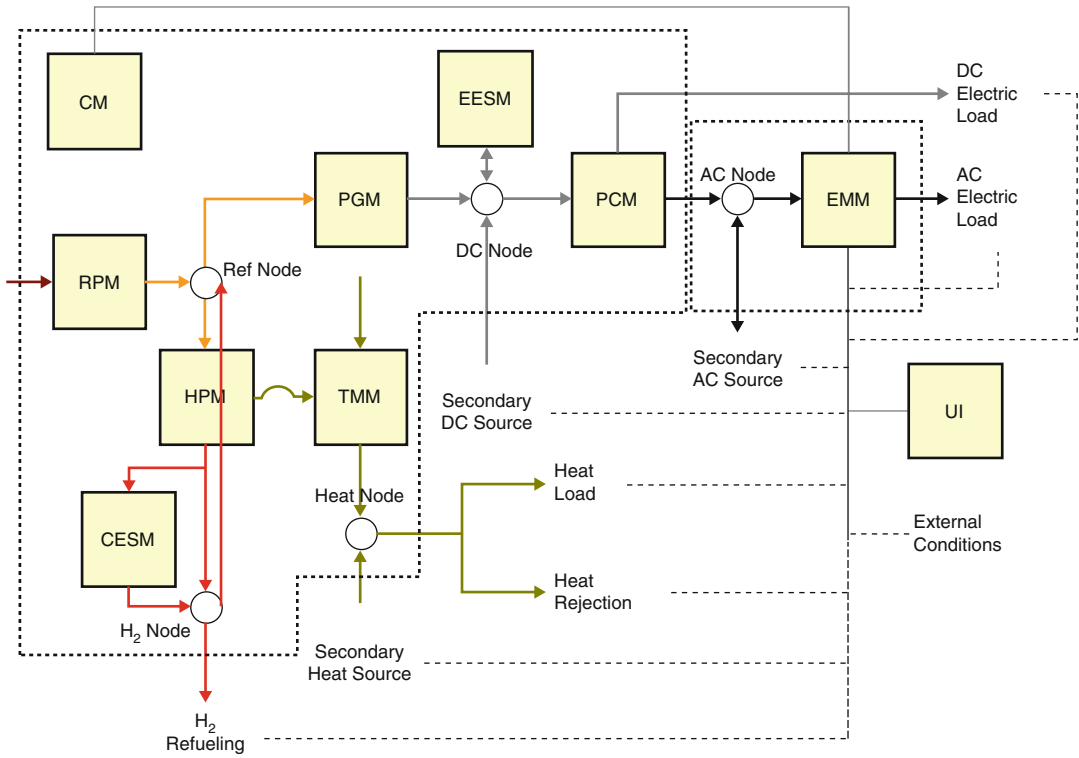 CM
EESM
DC
Electric
Load
PGM
PCM
AC Node
EMM
AC
Electric
Load
DC Node
RPM
Ref Node
HPM
TMM
Secondary
AC Source
Secondary
DC Source
UI
Heat Node
Heat
Load
CESM
External
Conditions
Heat
Rejection
H2 Node
Secondary
Heat Source
H2
Refueling